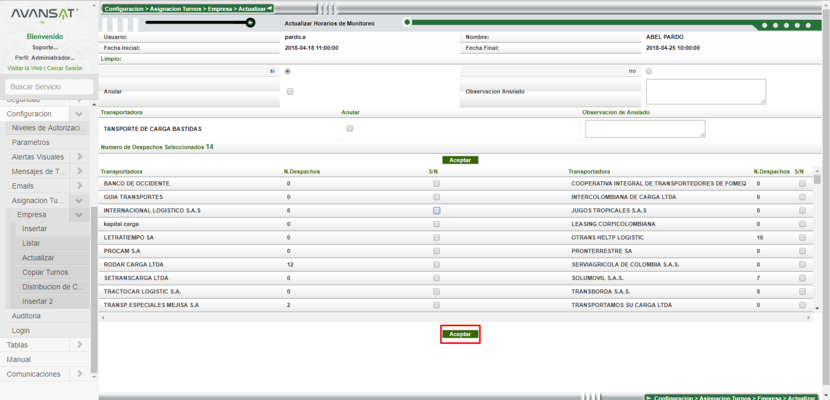 AVANSAT
Bienvenido
Soporte...
Perfil: Administrador...
Visitar la Web | Cerrar Sesión
Buscar Servicio
Seguridad
Configuracion
Niveles de Autorizaci...
Parametros
Alertas Visuales
Mensajes de T...
Emails
Asignacion Tu...
Empresa
Insertar
Listar
Actualizar
Copiar Turnos
Distribucion de C...
Insertar 2
Auditoria
Login
Tablas
Manual
Comunicaciones
Configuracion > Asignacion Turnos > Empresa > Actualizar
Actualizar Horarios de Monitoreo
Usuario: pardo.a Nombre: ABEL PARDO
Fecha Inicial: 2018-04-18 11:00:00 Fecha Final: 2018-04-25 10:00:00
Limpio:
si no
Anular Observacion Anulado
Transportadora Anular Observacion de Anulado
TANSPORTE DE CARGA BASTIDAS
Numero de Despachos Seleccionados 14
Aceptar
Transportadora N.Despachos S/N Transportadora N.Despachos S/N
BANCO DE OCCIDENTE 0 COOPERATIVA INTEGRAL DE TRANSPORTEDORES DE FOMEQ 0
GUIA TRANSPORTES 0 INTERCOLOMBIANA DE CARGA LTDA 0
INTERNACIONAL LOGISTICO S.A.S 6 JUGOS TROPICALES S.A.S 0
kapital carga 0 LEASING CORFICOLOMBIANA 0
LETRATIEMPO SA 0 OTRANS HELTP LOGISTIC 16
PROCAM S.A 0 PRONTERRESTRE SA 0
RODAR CARGA LTDA 12 SERVIAGRICOLA DE COLOMBIA S.A.S. 0
SETRANSCARGA LTDA 0 SOLUMOVIL S.A.S. 7
TRACTOCAR LOGISTIC S.A. 0 TRANSBORDA S.A.S. 8
TRANSP ESPECIALES MEJISA S.A 2 TRANSPORTAMOS SU CARGA LTDA 0
Aceptar
Configuracion > Asignacion Turnos > Empresa > Actualizar